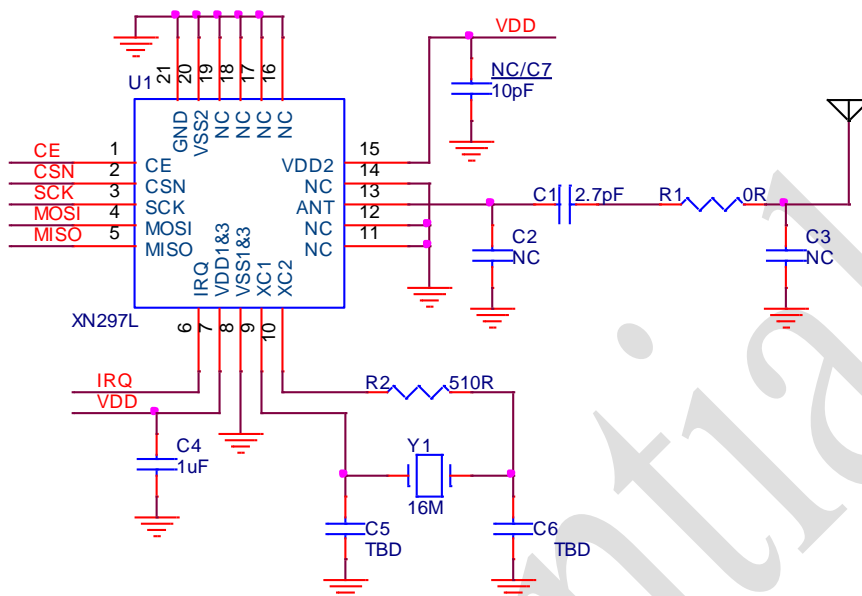 VDD
NC/C7
10pF
U1
21
20
19
18
17
16
GND
VSS2
NC
NC
NC
NC
CE
1
CE
CSN
2
CSN
SCK
3
SCK
MOSI
4
MOSI
MISO
5
MISO
VDD2
15
NC
14
ANT
13
NC
12
NC
11
C1
2.7pF
R1
0R
C2
NC
C3
NC
IRQ
VDD1&3
VSS1&3
XC1
XC2
XN297L
6
7
8
9
10
IRQ
VDD
R2
510R
C4
1uF
Y1
16M
C5
TBD
C6
TBD
ntial